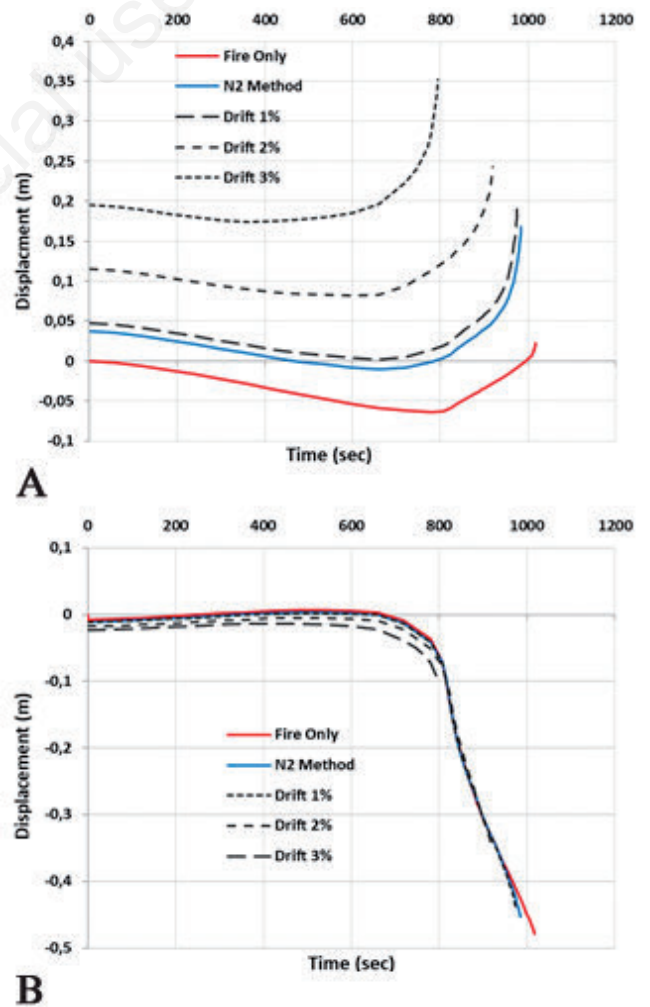 cial use
0 200 400 600 800 1000 1200
0,4
0,35
0,3
0,25
0,2
0,15
0,1
0,05
0
-0,05
-0,1
Displacment (m)
Fire Only
N2 Method
Drift 1%
Drift 2%
Drift 3%
Time (sec)
A
0 200 400 600 800 1000 1200
0,1
0
-0,1
-0,2
-0,3
-0,4
-0,5
Displacement (m)
Fire Only
N2 Method
Drift 1%
Drift 2%
Drift 3%
Time (sec)
B